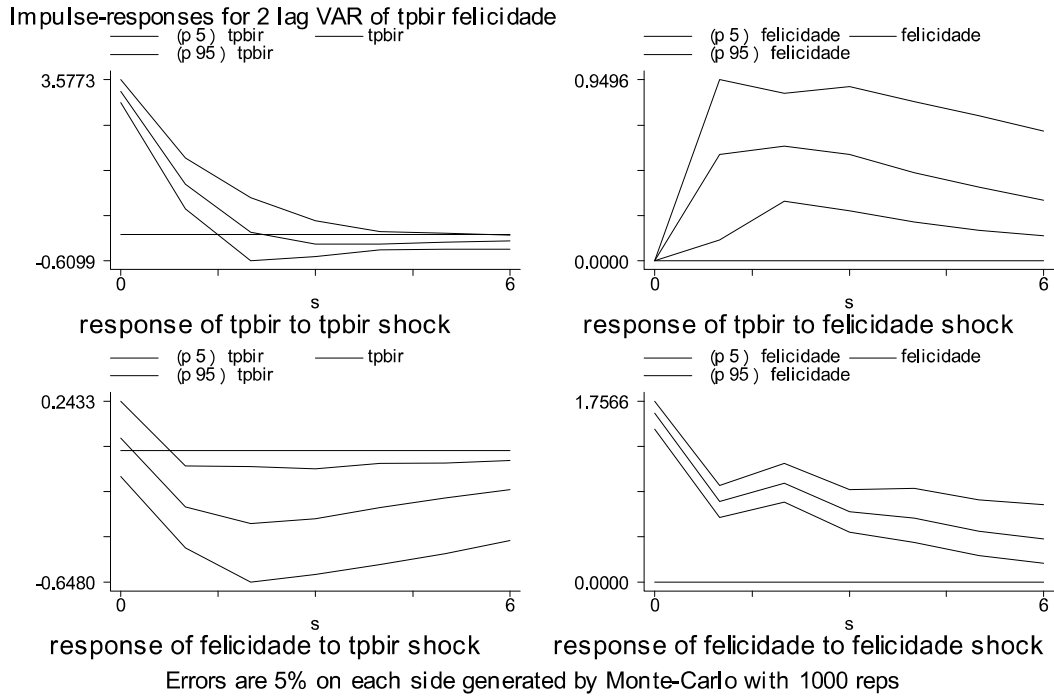 Impulse-responses for 2 lag VAR of tpbir felicidade
(p 5) tpbir tpbir
(p 95) tpbir
3.5773
-0.6099
0 6
s
response of tpbir to tpbir shock
(p 5) felicidade felicidade
(p 95) felicidade
0.9496
0.0000
0 6
s
response of tpbir to felicidade shock
(p 5) tpbir tpbir
(p 95) tpbir
0.2433
-0.6480
0 6
s
response of felicidade to tpbir shock
(p 5) felicidade felicidade
(p 95) felicidade
1.7566
0.0000
0 6
s
response of felicidade to felicidade shock
Errors are 5% on each side generated by Monte-Carlo with 1000 reps